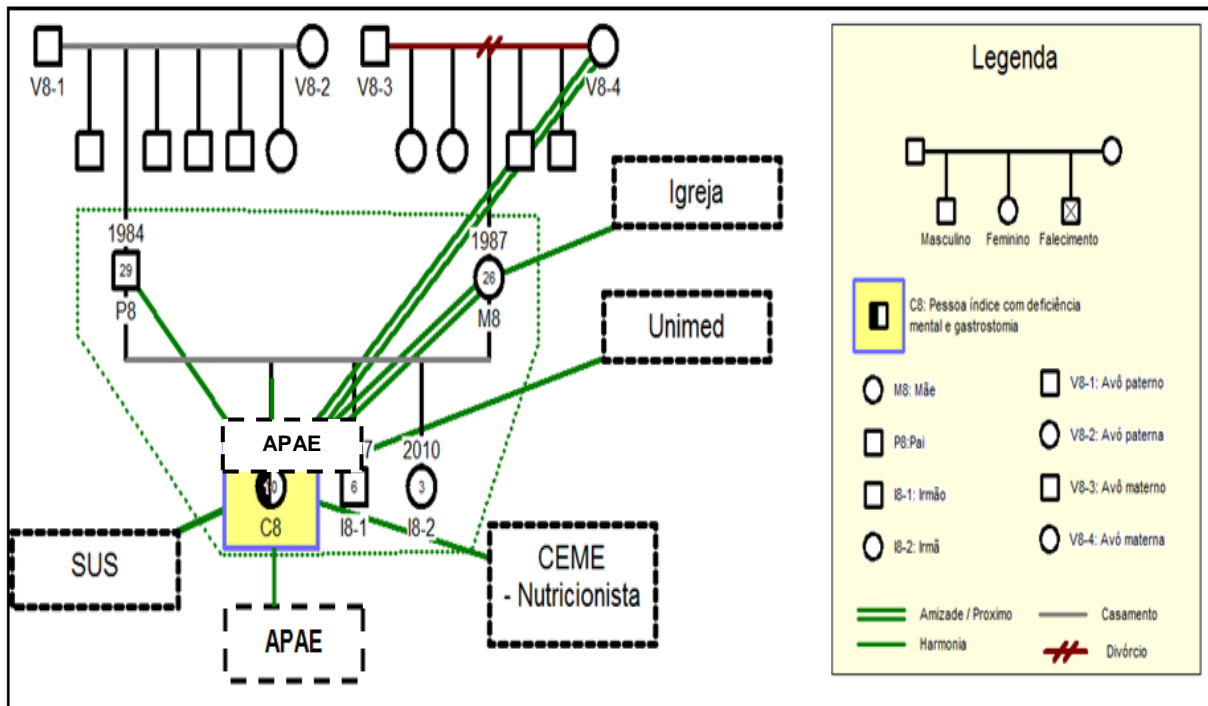 V8-1
V8-2
V8-3
V8-4
Igreja
1984
1987
29
26
P8
M8
Unimed
APAE
7
2010
6
3
C8
I8-1
I8-2
SUS
CEME
- Nutricionista
APAE
Legenda
Masculino
Feminino
Falecimento
C8: Pessoa índice com deficiência
mental e gastrostomia
M8: Mãe
P8:Pai
I8-1: Irmão
I8-2: Irmã
V8-1: Avô paterno
V8-2: Avô paterna
V8-3: Avô materno
V8-4: Avó materna
Amizade / Proximo
Harmonia
Casamento
Divórcio